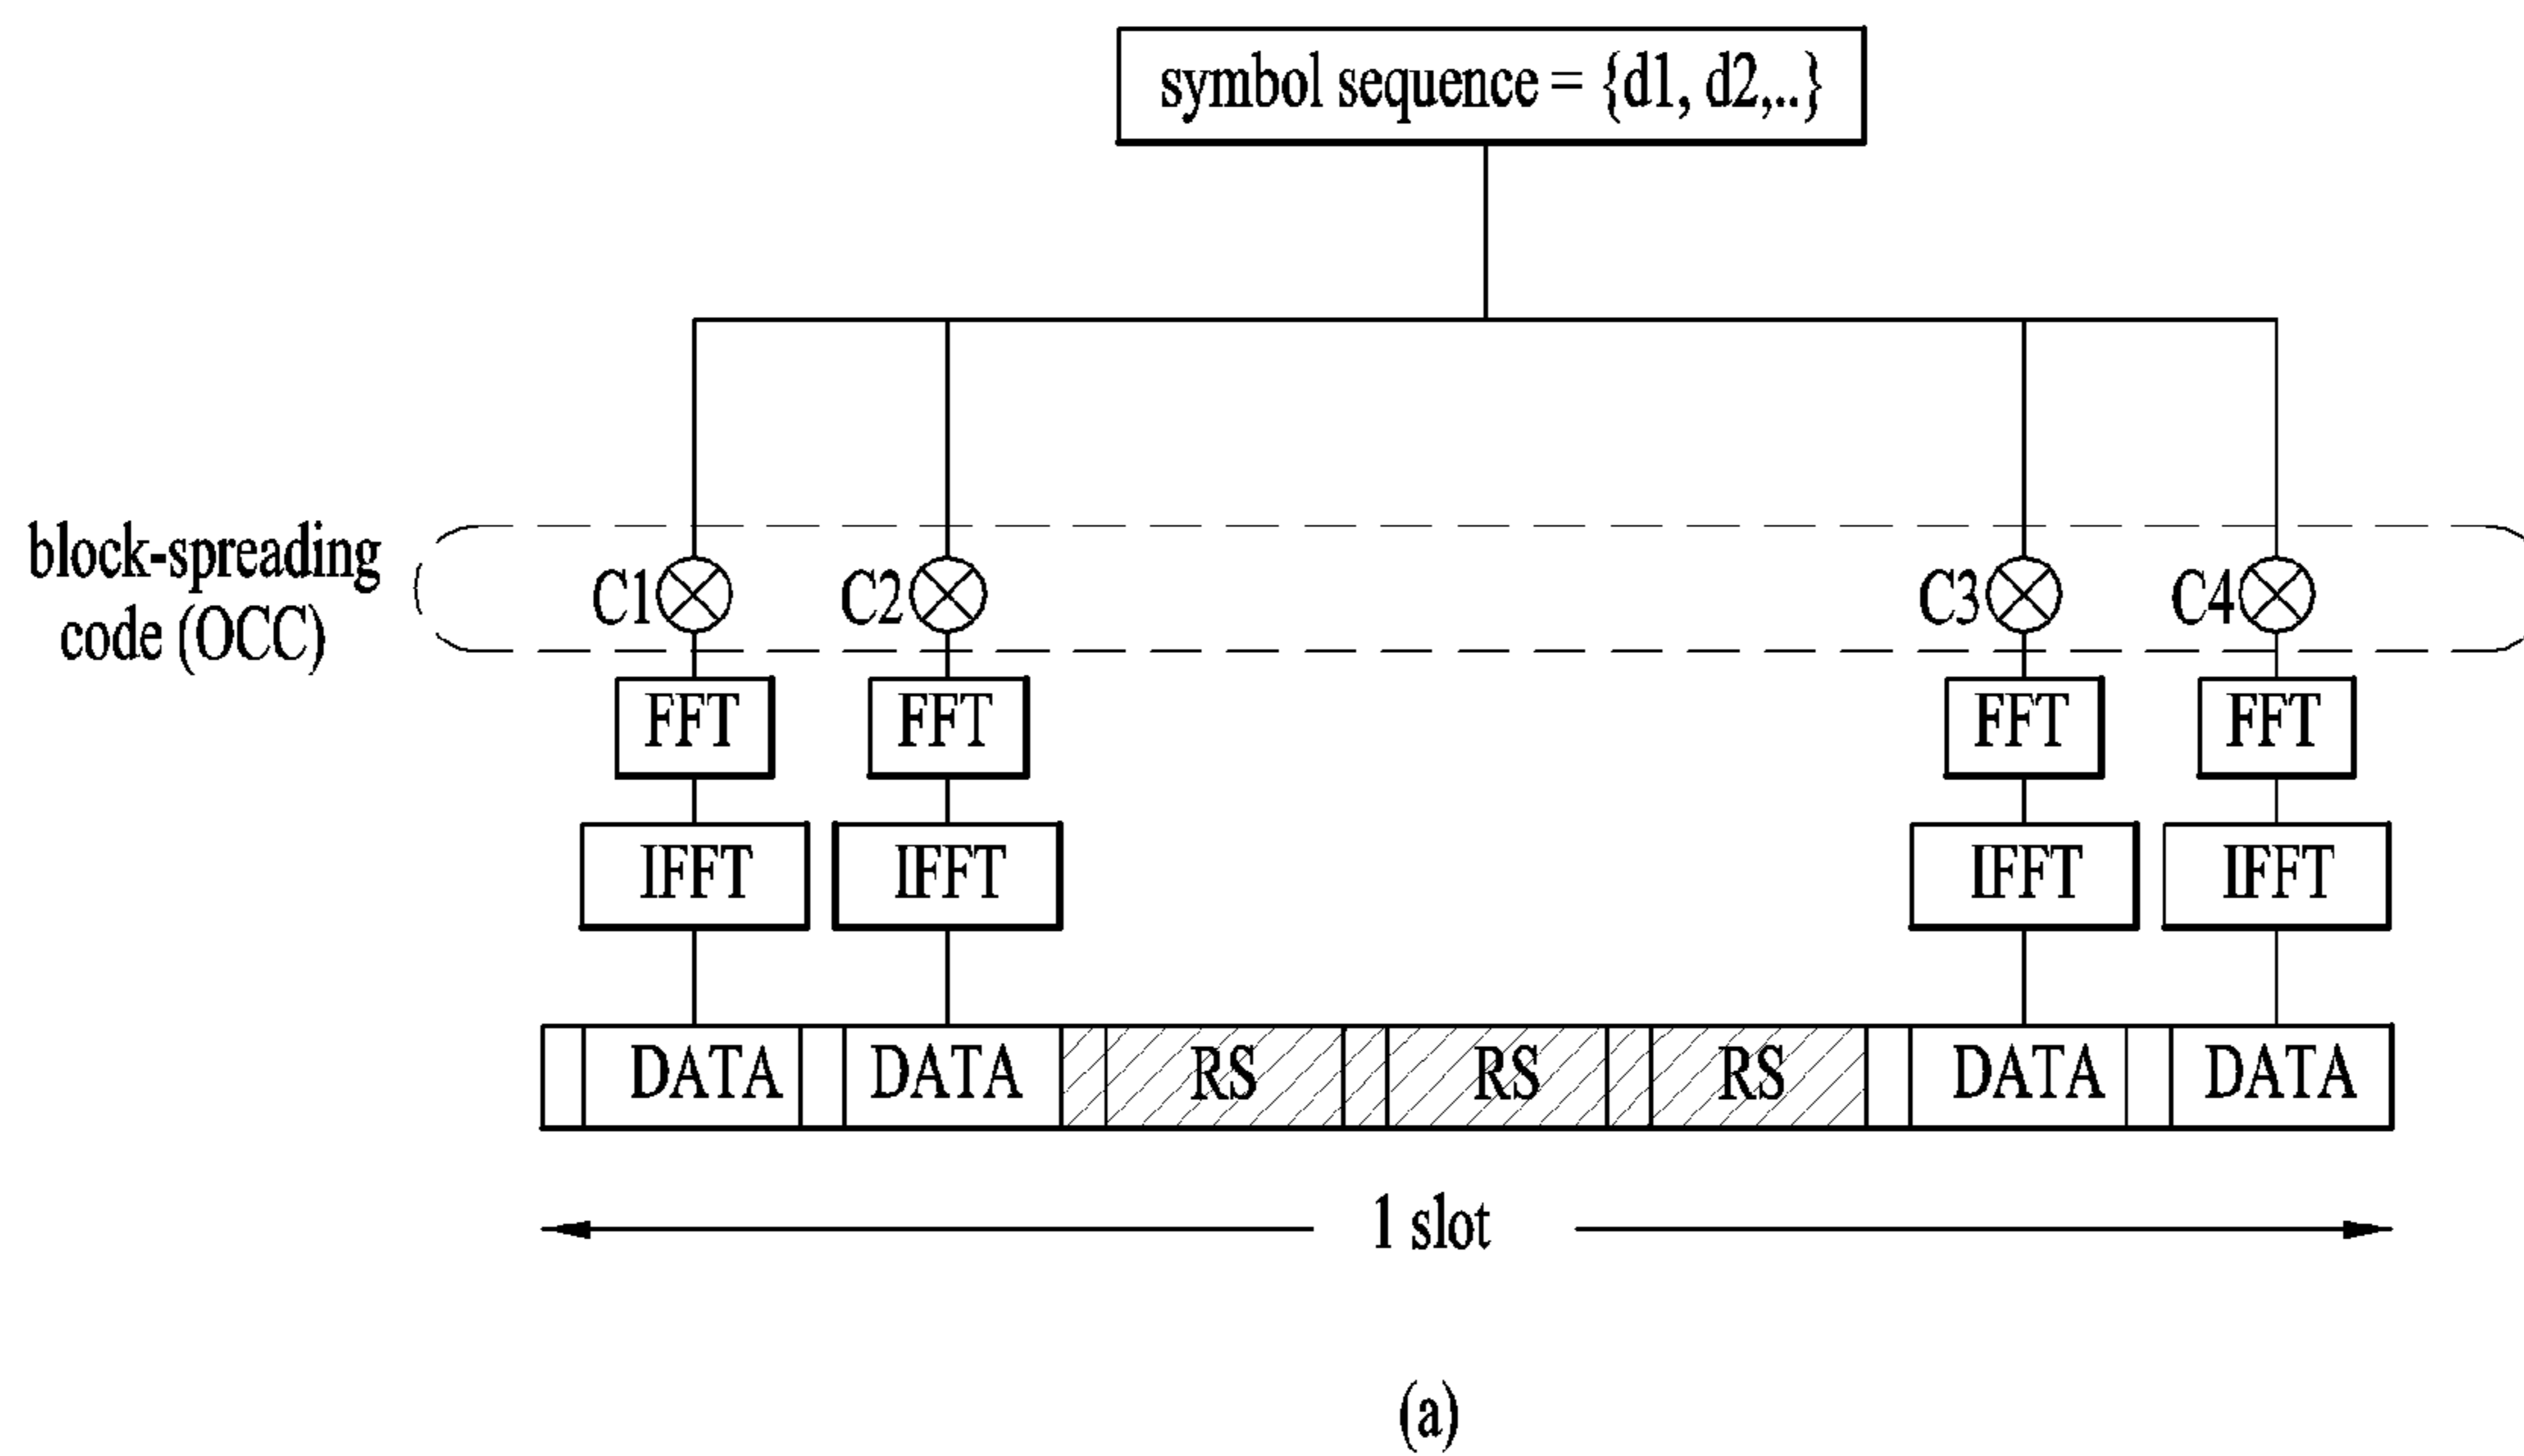 symbol sequence = {d1, d2,..}
block-spreading
code (OCC)
C1 C2 C3 C4
FFT FFT FFT FFT
IFFT IFFT IFFT IFFT
DATA DATA RS RS RS DATA DATA
1 slot
(a)